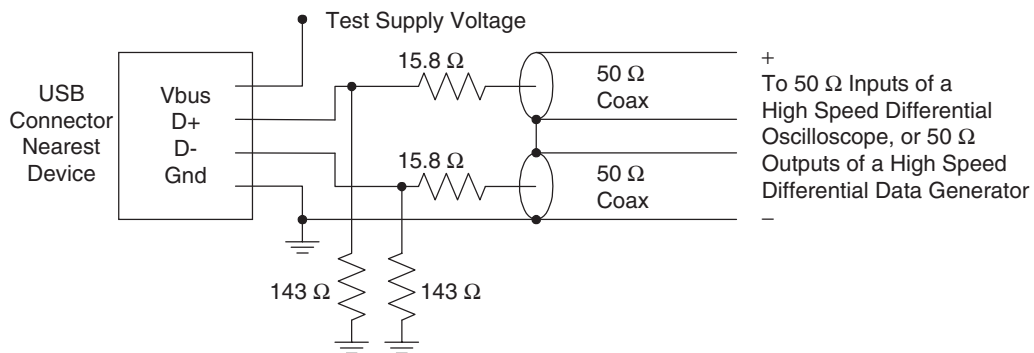 Test Supply Voltage
USB
Connector
Nearest
Device
Vbus
D+
D-
Gnd
15.8 Ω
50 Ω
Coax
15.8 Ω
50 Ω
Coax
143 Ω
143 Ω
+
To 50 Ω Inputs of a
High Speed Differential
Oscilloscope, or 50 Ω
Outputs of a High Speed
Differential Data Generator
−